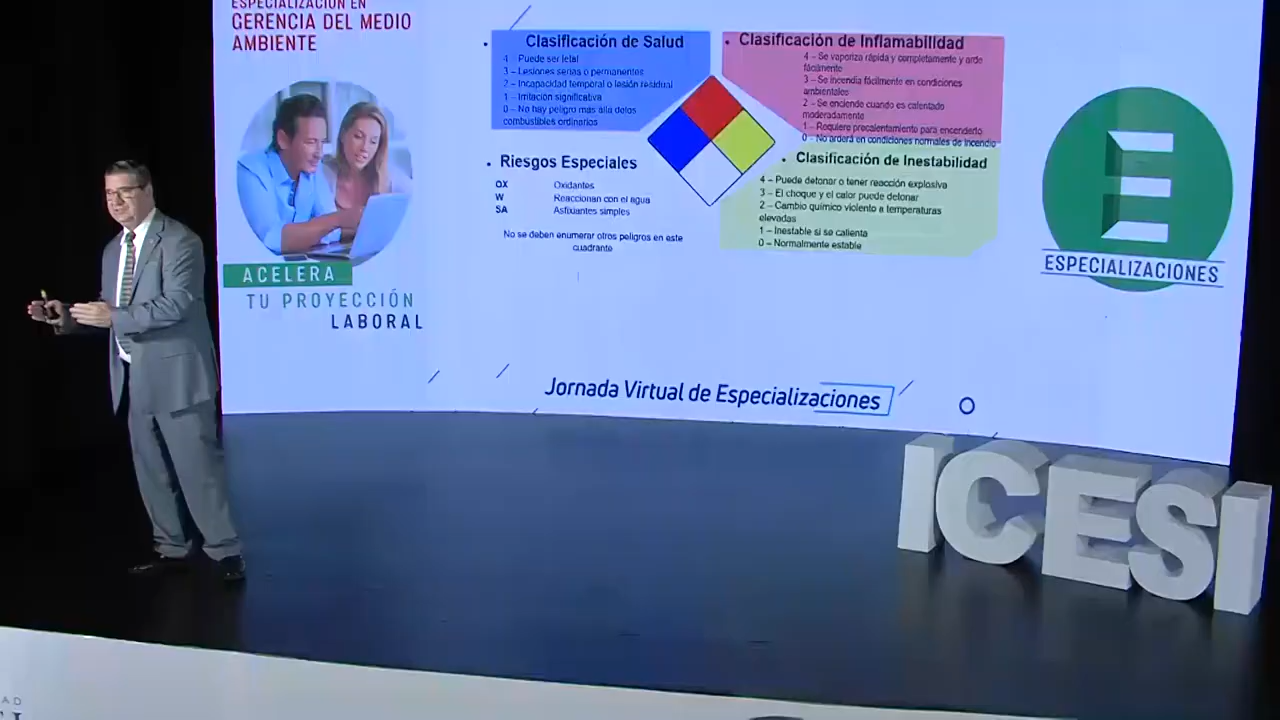 ESPECIALIZACIÓN EN
GERENCIA DEL MEDIO
AMBIENTE
ACELERA
TU PROYECCIÓN
LABORAL
• Clasificación de Salud
4 – Puede ser letal
3 – Lesiones serias o permanentes
2 – Incapacidad temporal o lesión residual
1 – Irritación significativa
0 – No hay peligro mas alla delos
combustibles ordinarios
• Clasificación de Inflamabilidad
4 – Se vaporiza rápida y completamente y arde
fácilmente
3 – Se incendia fácilmente en condiciones
ambientales
2 – Se enciende cuando es calentado
moderadamente
1 – Requiere precalentamiento para encenderlo
0 – No arderá en condiciones normales de incendio
• Riesgos Especiales
OX Oxidantes
W Reaccionan con el agua
SA Asfixiantes simples
No se deben enumerar otros peligros en este
cuadrante
• Clasificación de Inestabilidad
4 – Puede detonar o tener reacción explosiva
3 – El choque y el calor puede detonar
2 – Cambio químico violento a temperaturas
elevadas
1 – Inestable si se calienta
0 – Normalmente estable
ESPECIALIZACIONES
Jornada Virtual de Especializaciones
ICESI